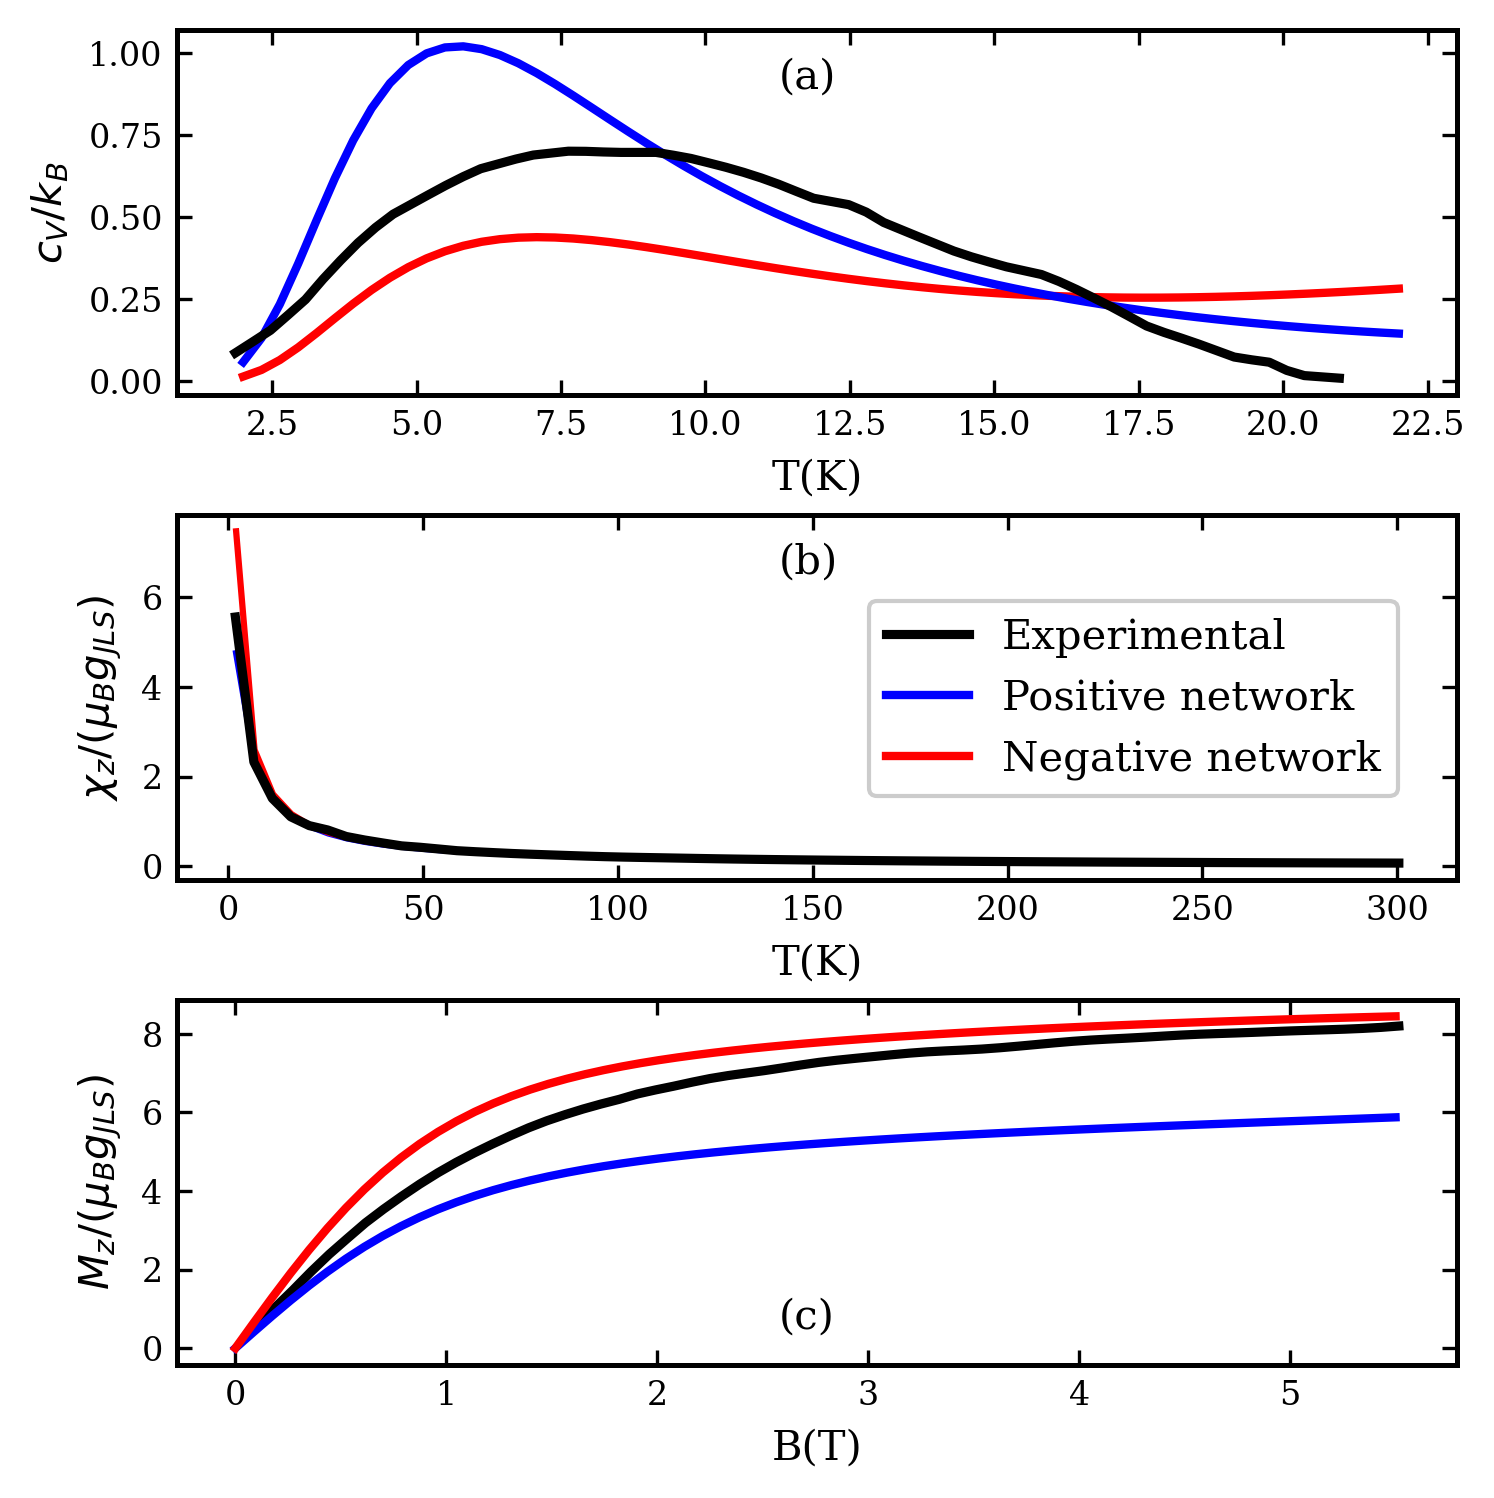 (a)
1.00
0.75
0.50
0.25
0.00
c_V/k_B
2.5 5.0 7.5 10.0 12.5 15.0 17.5 20.0 22.5
T(K)
(b)
6
4
2
0
χ_z/(μ_B g_JLS)
Experimental
Positive network
Negative network
0 50 100 150 200 250 300
T(K)
8
6
4
2
0
M_z/(μ_B g_JLS)
(c)
0 1 2 3 4 5
B(T)